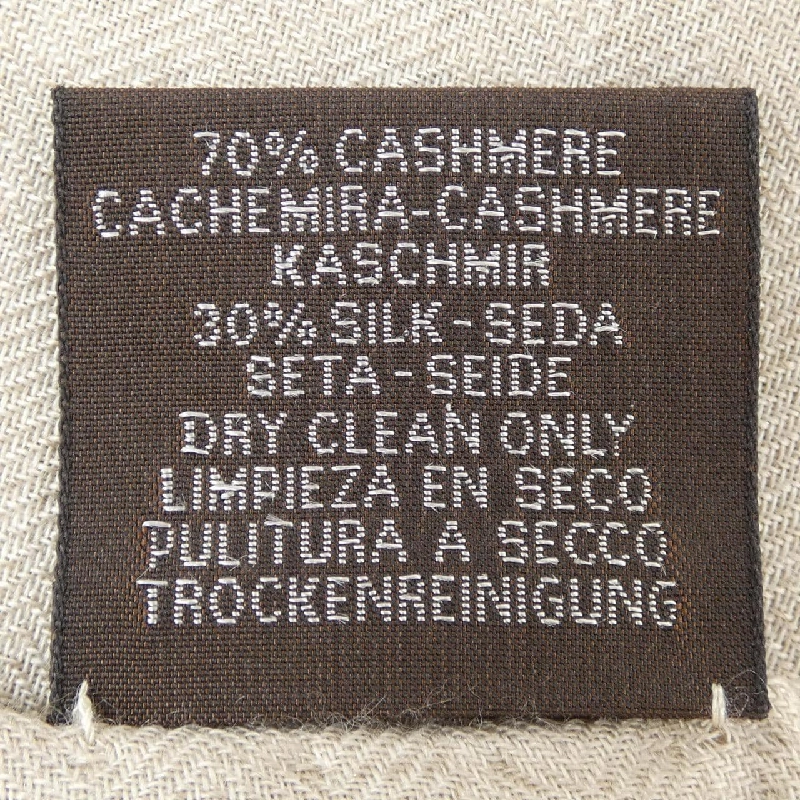 70% CASHMERE
CACHEMIRA-CASHMERE
KASCHMIR
30% SILK-SEDA
SETA-SEIDE
DRY CLEAN ONLY
LIMPIEZA EN SECO
PULITURA A SECCO
TROCKENREINIGUNG